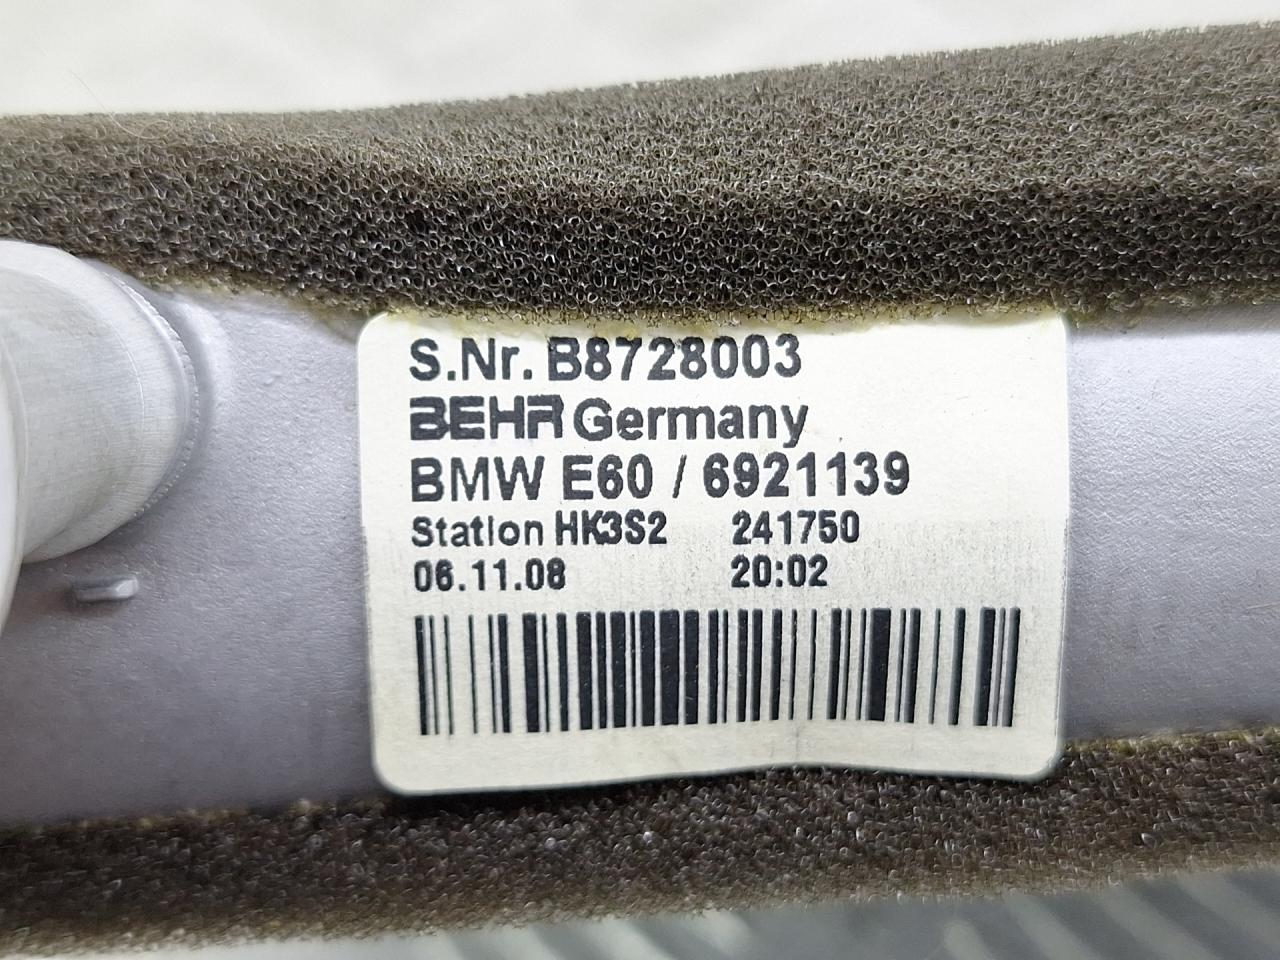 S.Nr. B8728003
BEHR Germany
BMW E60 / 6921139
Station HK3S2 241750
06.11.08 20:02